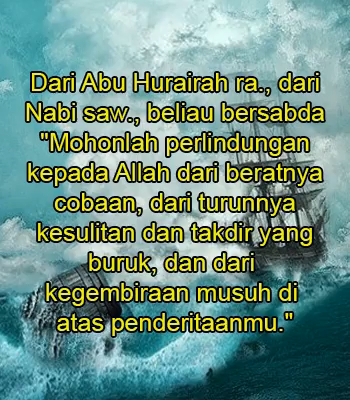 Dari Abu Hurairah ra., dari
Nabi saw., beliau bersabda
"Mohonlah perlindungan
kepada Allah dari beratnya
cobaan, dari turunnya
kesulitan dan takdir yang
buruk, dan dari
kegembiraan musuh di
atas penderitaanmu."